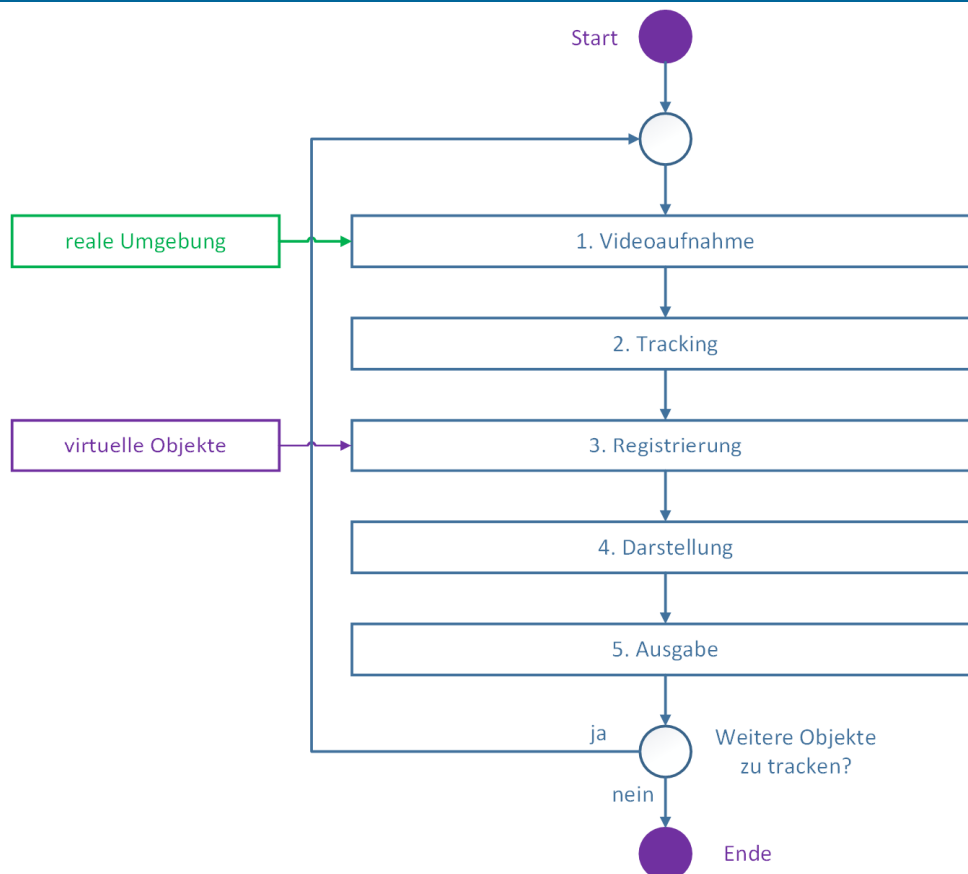 Start
reale Umgebung
1. Videoaufnahme
2. Tracking
virtuelle Objekte
3. Registrierung
4. Darstellung
5. Ausgabe
ja
Weitere Objekte
zu tracken?
nein
Ende